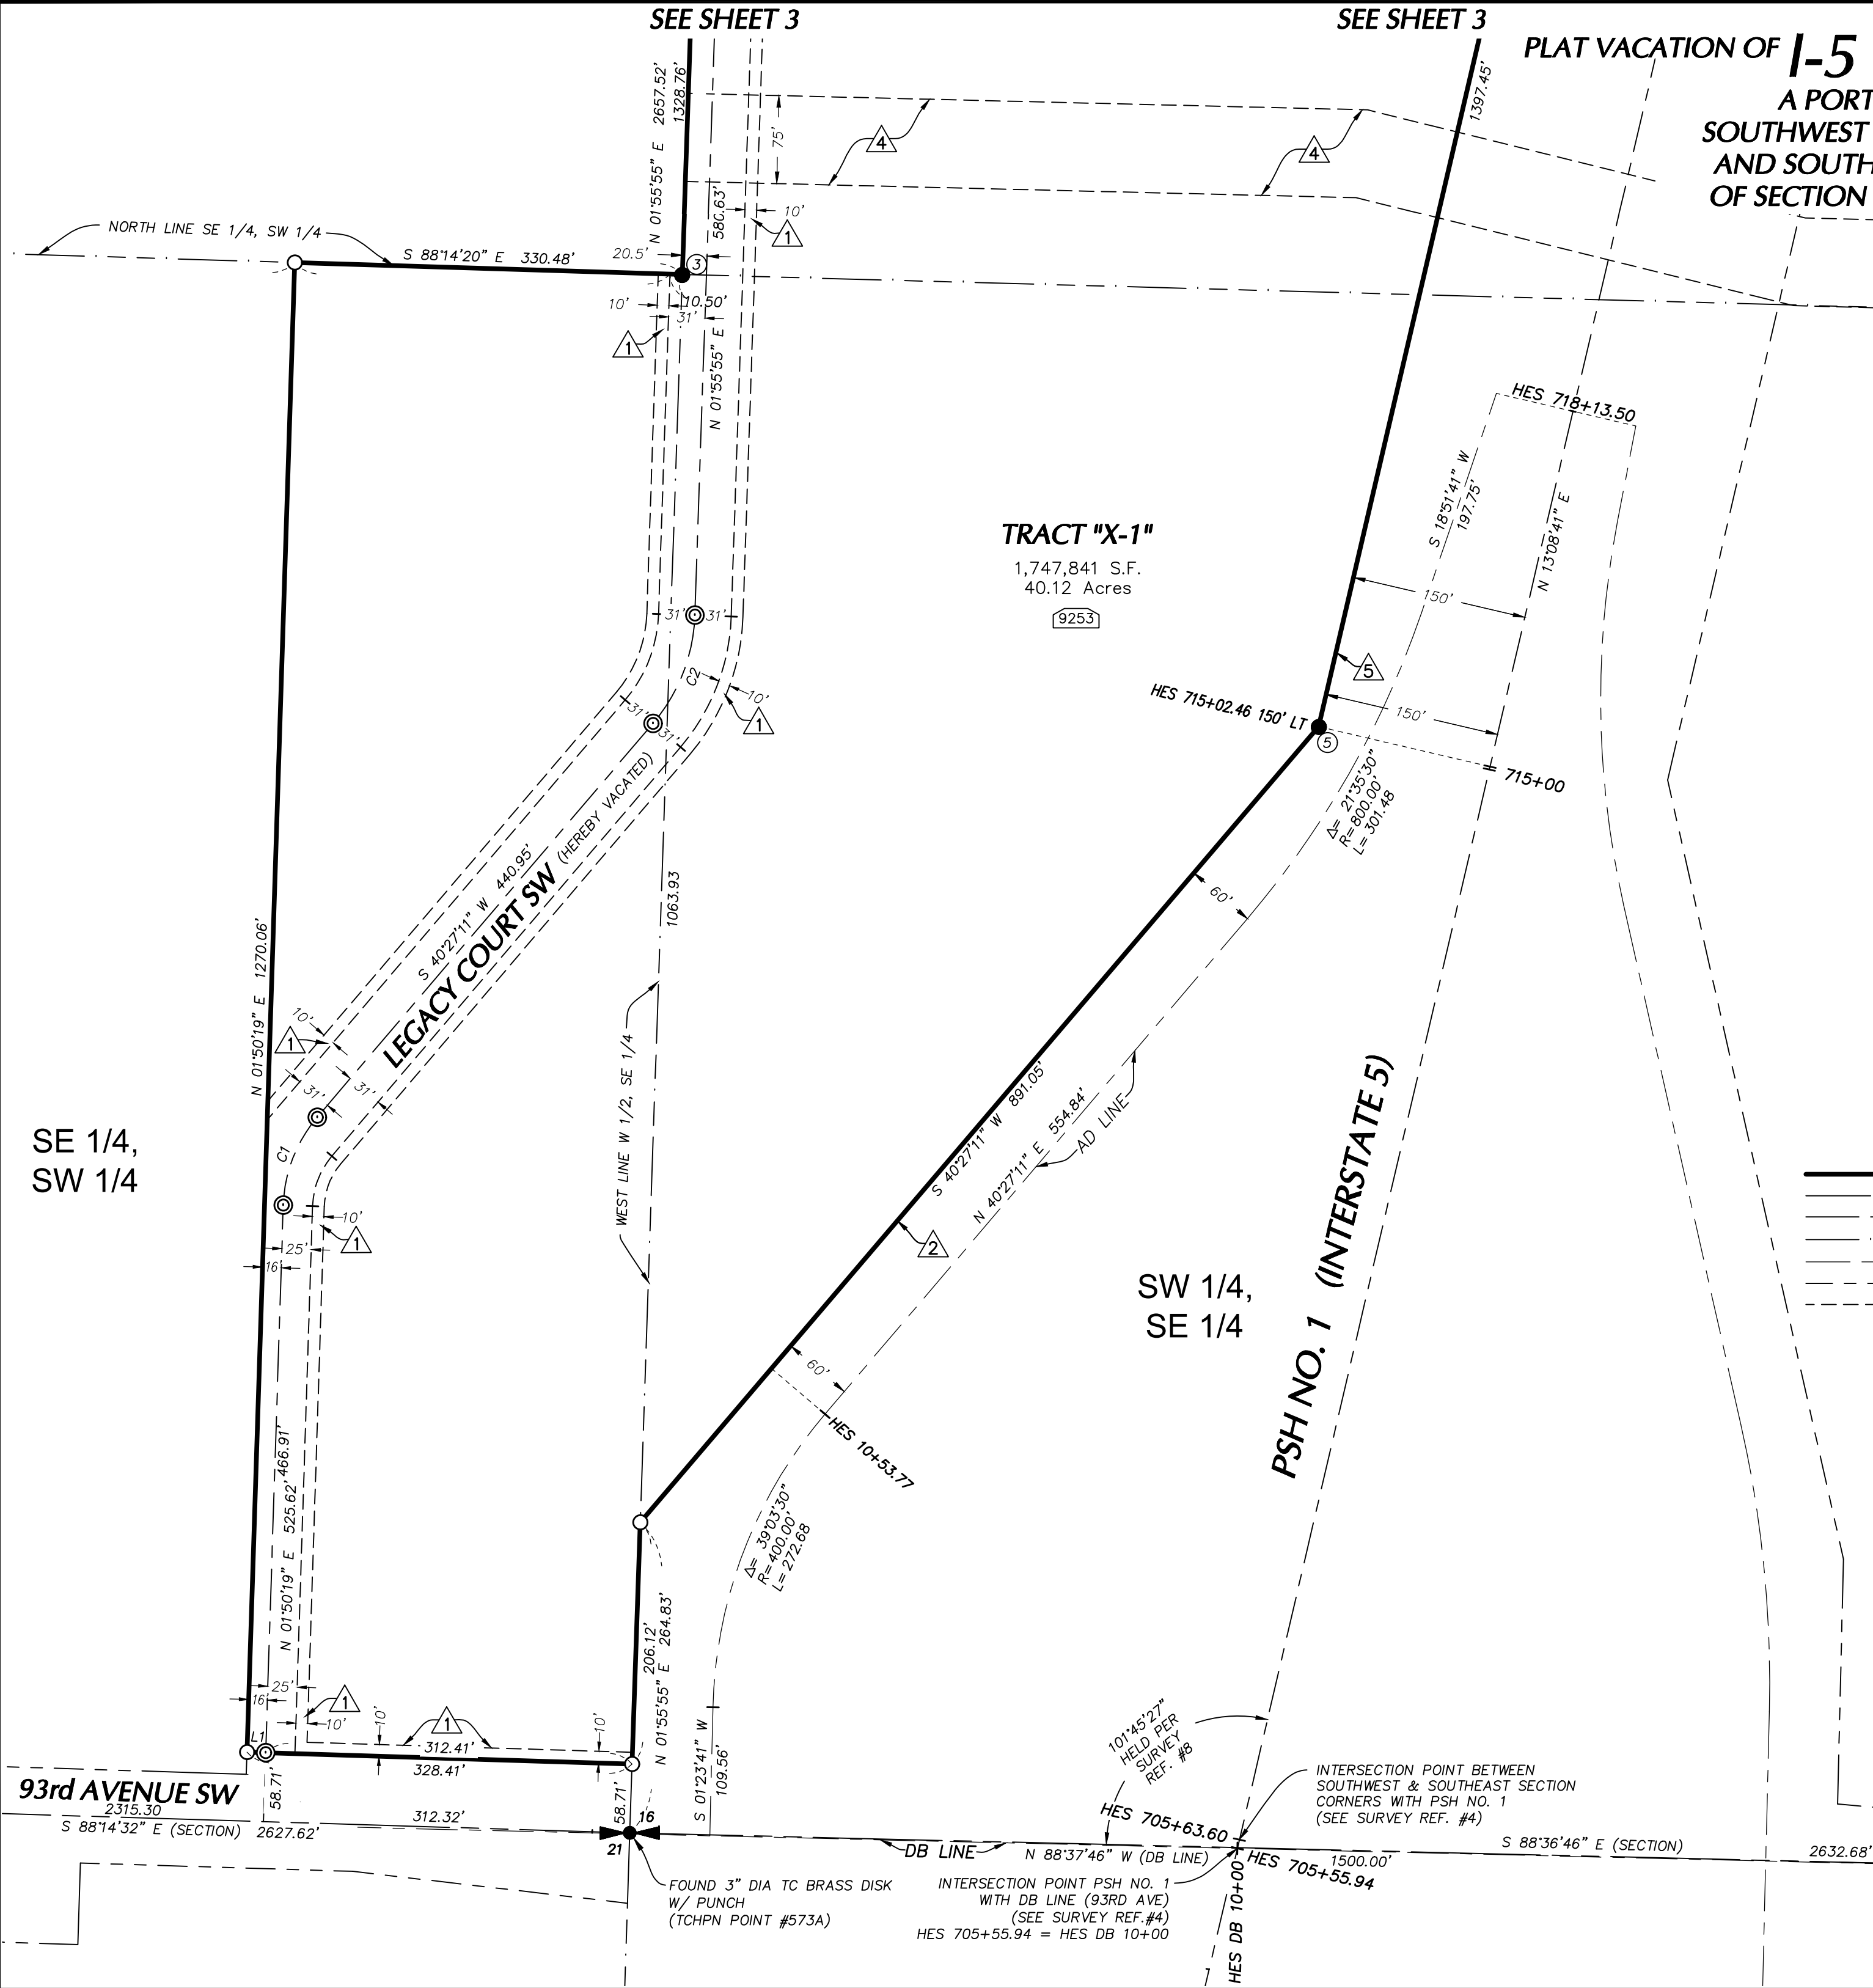 SEE SHEET 3
SEE SHEET 3
PLAT VACATION OF I-5
A PORT
SOUTHWEST
AND SOUTH
OF SECTION
N 01°55'55" E 2657.52'
1328.76'
580.63'
75'
4
4
1397.45'
10'
1
NORTH LINE SE 1/4, SW 1/4
S 88°14'20" E 330.48'
20.5'
3
10'
10.50'
31'
1
N 01°55'55" E
HES 718+13.50
S 18°51'41" W
197.75'
N 13°08'41" E
TRACT "X-1"
1,747,841 S.F.
40.12 Acres
9253
150'
31'
31'
C2
10'
1
31'
31'
5
HES 715+02.46 150' LT
150'
5
715+00
Δ= 21°35'30"
R=800.00'
L=301.48
60'
S 40°27'11" W 440.95'
LEGACY COURT SW (HEREBY VACATED)
1063.93
N 01°50'19" E 1270.06'
10'
1
31'
31'
C1
WEST LINE W 1/2, SE 1/4
S 40°27'11" W 891.05'
N 40°27'11" E 554.84'
AD LINE
SE 1/4,
SW 1/4
10'
1
25'
16'
2
SW 1/4,
SE 1/4
PSH NO. 1 (INTERSTATE 5)
60'
HES 10+53.77
466.91'
N 01°50'19" E 525.62'
Δ= 39°03'30"
R=400.00'
L=272.68
206.12'
N 01°55'55" E 264.83'
25'
16'
1
10'
10'
1
10'
L1
312.41'
328.41'
S 01°23'41" W
109.56'
101°45'27"
HELD PER
SURVEY
REF. #8
93rd AVENUE SW
58.71'
58.71'
2315.30
312.32'
S 88°14'32" E (SECTION) 2627.62'
16
21
HES 705+63.60
INTERSECTION POINT BETWEEN
SOUTHWEST & SOUTHEAST SECTION
CORNERS WITH PSH NO. 1
(SEE SURVEY REF. #4)
DB LINE
N 88°37'46" W (DB LINE)
S 88°36'46" E (SECTION)
1500.00'
2632.68'
HES 705+55.94
FOUND 3" DIA TC BRASS DISK
W/ PUNCH
(TCHPN POINT #573A)
INTERSECTION POINT PSH NO. 1
WITH DB LINE (93RD AVE)
(SEE SURVEY REF.#4)
HES 705+55.94 = HES DB 10+00
HES DB 10+00